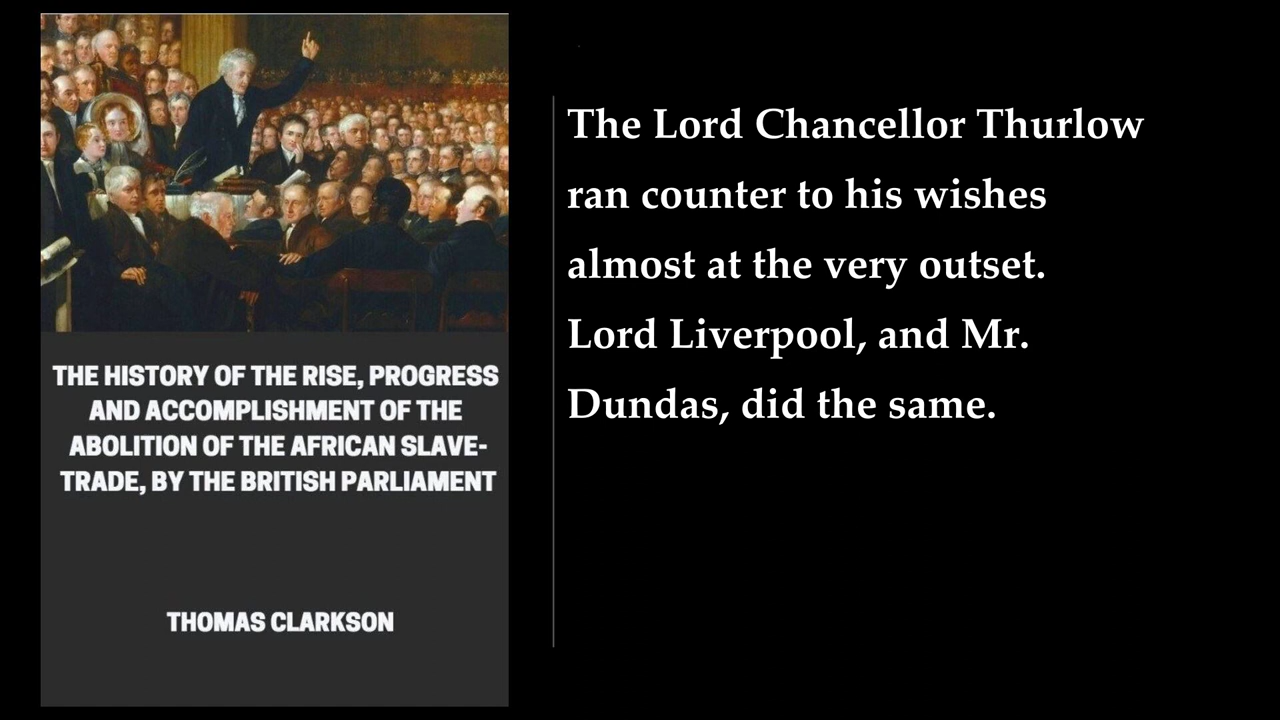 THE HISTORY OF THE RISE, PROGRESS
AND ACCOMPLISHMENT OF THE
ABOLITION OF THE AFRICAN SLAVE-
TRADE, BY THE BRITISH PARLIAMENT
THOMAS CLARKSON
The Lord Chancellor Thurlow
ran counter to his wishes
almost at the very outset.
Lord Liverpool, and Mr.
Dundas, did the same.